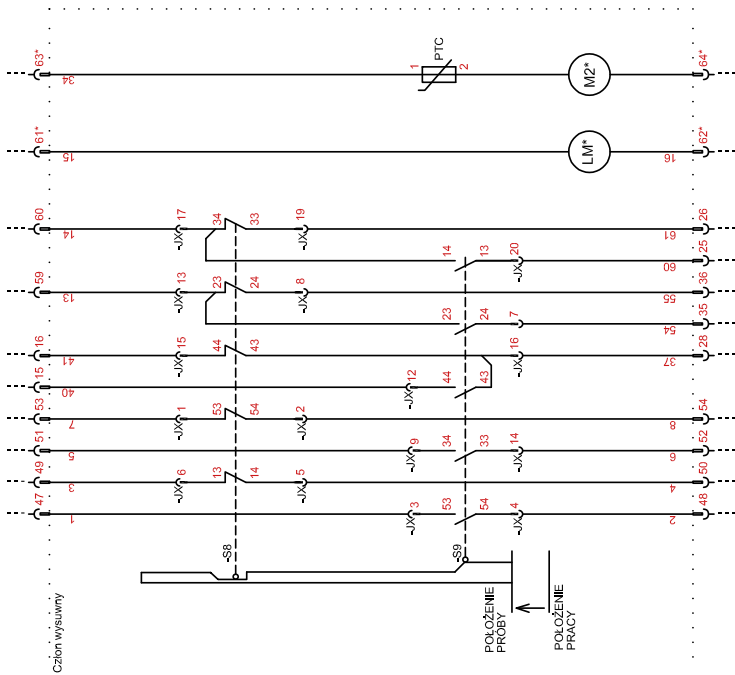 63*
61*
60
59
16
15
53
51
49
47
34
15
14
13
41
40
7
5
3
1
PTC
1
2
M2*
LM*
-JX 17
34
33
-JX 19
14
13
-JX 20
-JX 13
23
24
-JX 8
23
24
7
-JX 15
44
43
-JX 16
-JX 12
44
43
-JX 1
53
54
-JX 2
-JX 9
34
33
-JX 14
-JX 6
13
14
-JX 5
-JX 3
53
54
-JX 4
-S8
-S9
16
61
60
55
54
37
8
6
4
2
64*
62*
26
25
36
35
28
54
52
50
48
Człon wysuwny
POŁOŻENIE
PRÓBY
POŁOŻENIE
PRACY